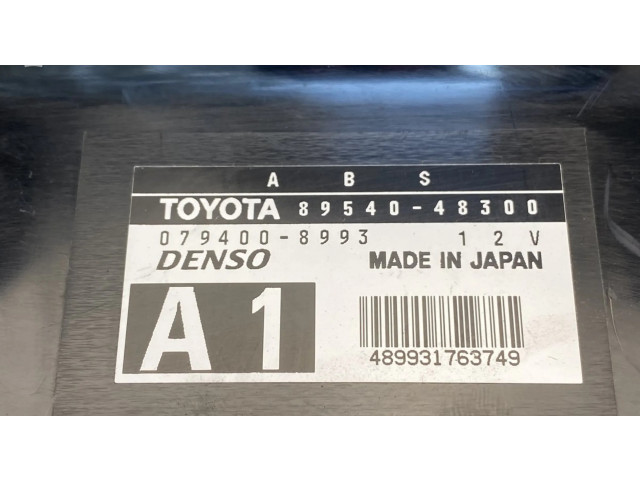 A B S
TOYOTA 89540-48300
079400-8993 12V
DENSO MADE IN JAPAN
A1
489931763749